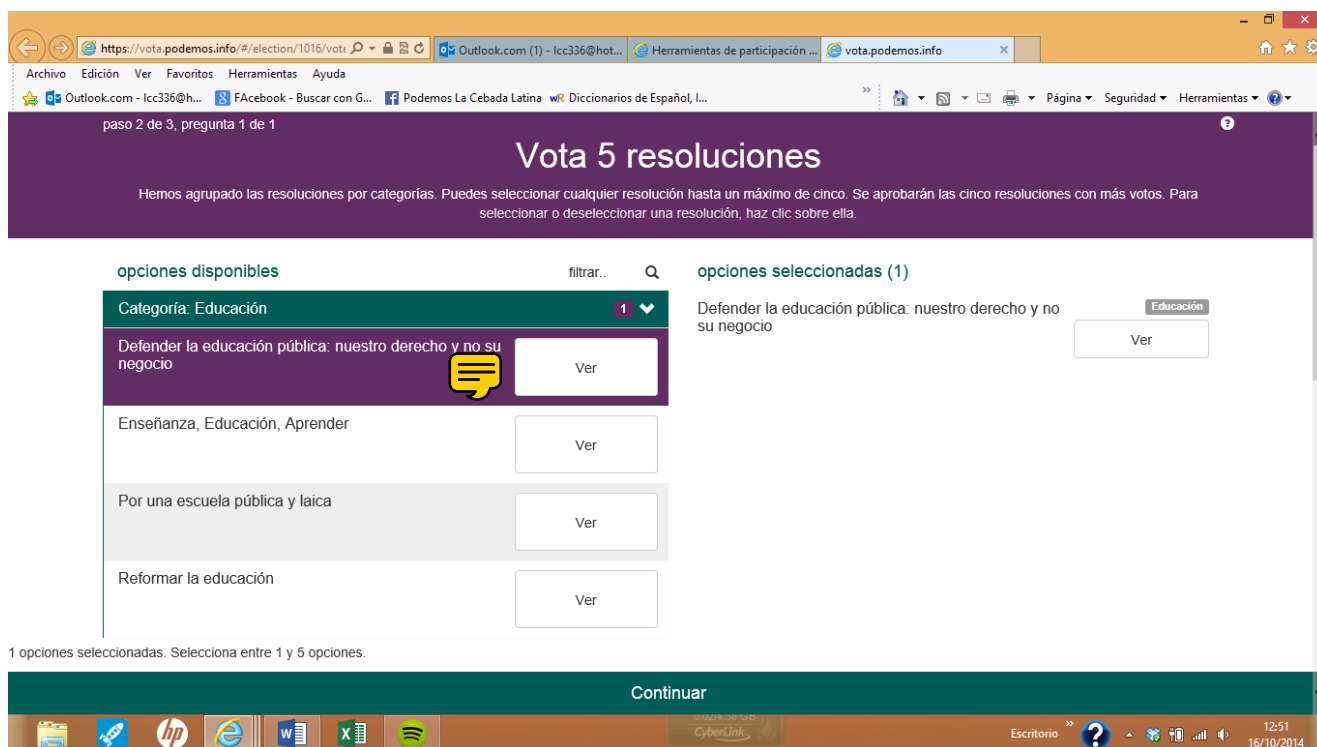 https://vota.podemos.info/#/election/1016/vote
Outlook.com (1) - lcc336@hot...
Herramientas de participación ...
vota.podemos.info
Archivo Edición Ver Favoritos Herramientas Ayuda
Outlook.com - lcc336@h... FAcebook - Buscar con G... Podemos La Cebada Latina wR Diccionarios de Español, I... » Página Seguridad Herramientas
paso 2 de 3, pregunta 1 de 1
Vota 5 resoluciones
Hemos agrupado las resoluciones por categorías. Puedes seleccionar cualquier resolución hasta un máximo de cinco. Se aprobarán las cinco resoluciones con más votos. Para
seleccionar o deseleccionar una resolución, haz clic sobre ella.
opciones disponibles filtrar..
Categoría: Educación 1
Defender la educación pública: nuestro derecho y no su
negocio
Ver
Enseñanza, Educación, Aprender
Ver
Por una escuela pública y laica
Ver
Reformar la educación
Ver
opciones seleccionadas (1)
Defender la educación pública: nuestro derecho y no
su negocio
Educación
Ver
1 opciones seleccionadas. Selecciona entre 1 y 5 opciones.
Continuar
hp
CyberLink
Escritorio »
12:51
16/10/2014